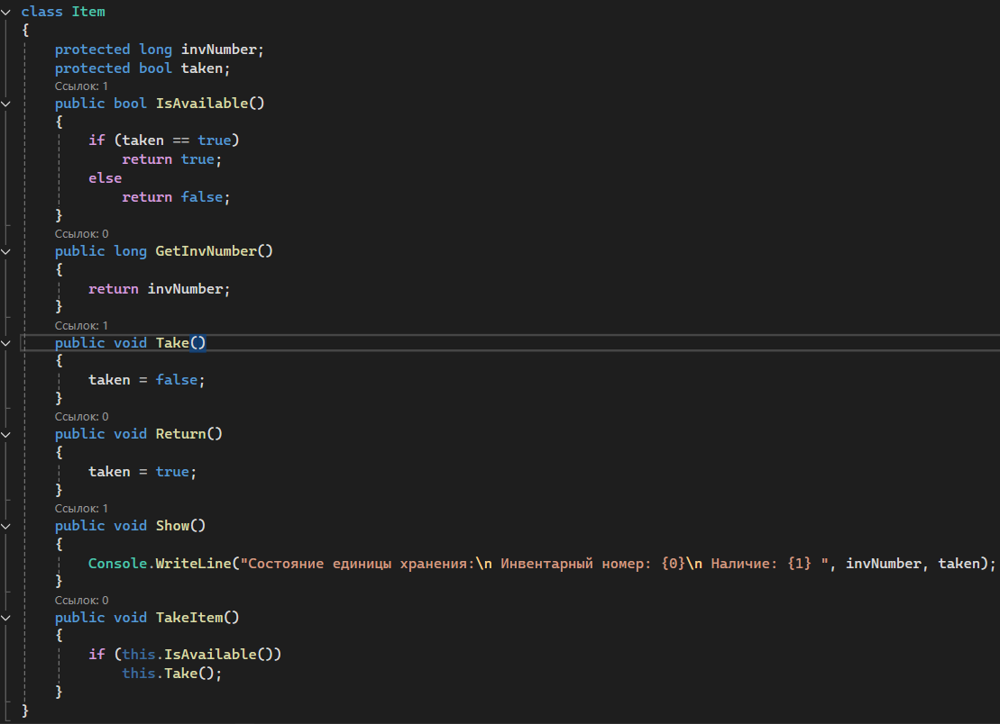 class Item
{
    protected long invNumber;
    protected bool taken;
    Ссылок: 1
    public bool IsAvailable()
    {
        if (taken == true)
            return true;
        else
            return false;
    }
    Ссылок: 0
    public long GetInvNumber()
    {
        return invNumber;
    }
    Ссылок: 1
    public void Take()
    {
        taken = false;
    }
    Ссылок: 0
    public void Return()
    {
        taken = true;
    }
    Ссылок: 1
    public void Show()
    {
        Console.WriteLine("Состояние единицы хранения:\n Инвентарный номер: {0}\n Наличие: {1} ", invNumber, taken);
    }
    Ссылок: 0
    public void TakeItem()
    {
        if (this.IsAvailable())
            this.Take();
    }
}